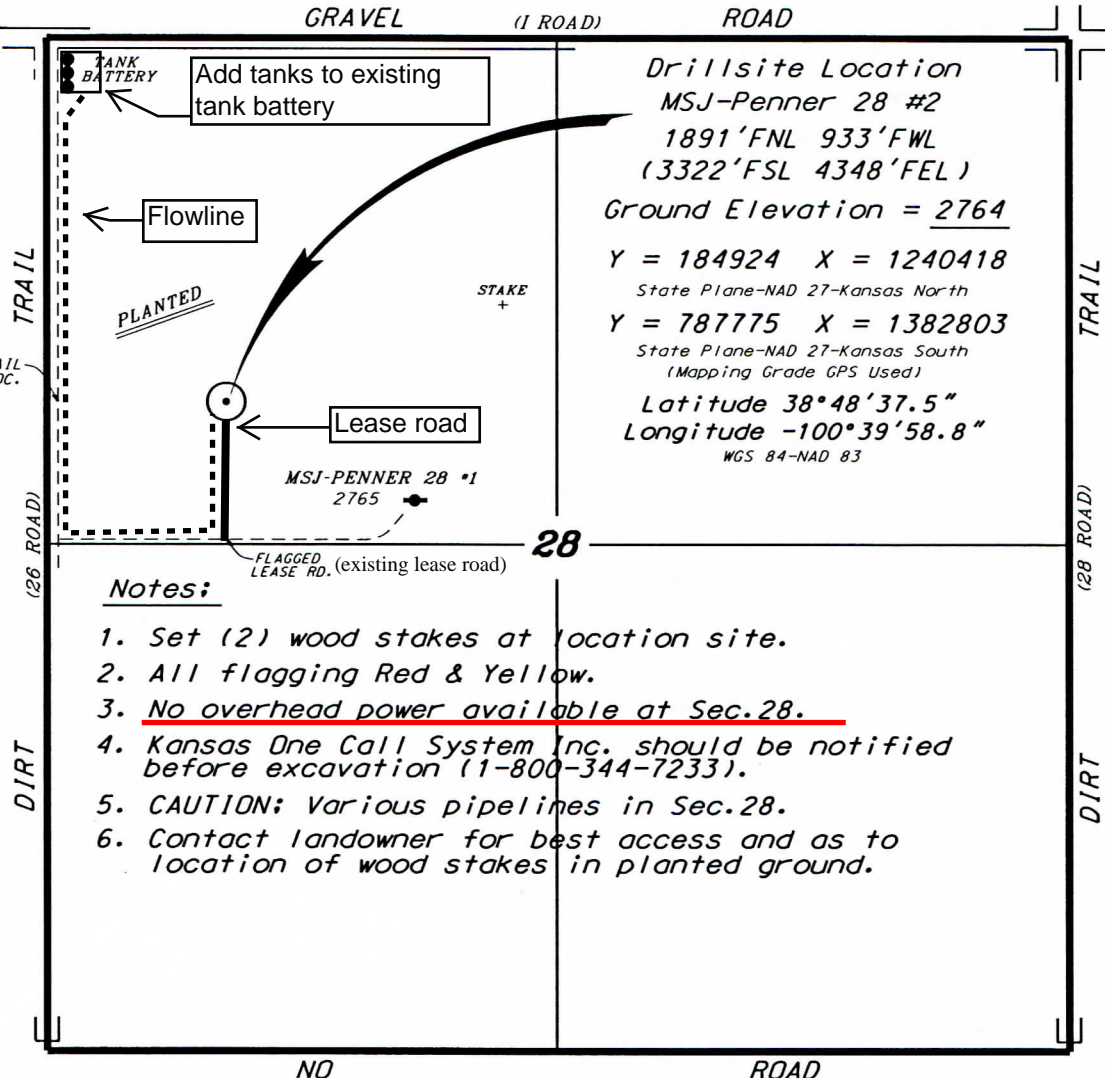 GRAVEL (I ROAD) ROAD
TANK
BATTERY
Add tanks to existing
tank battery
Drillsite Location
MSJ-Penner 28 #2
1891'FNL 933'FWL
(3322'FSL 4348'FEL)
Ground Elevation = 2764
Y = 184924 X = 1240418
State Plane-NAD 27-Kansas North
Y = 787775 X = 1382803
State Plane-NAD 27-Kansas South
(Mapping Grade GPS Used)
Latitude 38°48'37.5"
Longitude -100°39'58.8"
WGS 84-NAD 83
Flowline
TRAIL
PLANTED
STAKE
+
TRAIL
Lease road
MSJ-PENNER 28 #1
2765
28
(26 ROAD)
(28 ROAD)
FLAGGED
LEASE RD. (existing lease road)
Notes:
1. Set (2) wood stakes at location site.
2. All flagging Red & Yellow.
3. No overhead power available at Sec.28.
4. Kansas One Call System Inc. should be notified
before excavation (1-800-344-7233).
5. CAUTION: Various pipelines in Sec.28.
6. Contact landowner for best access and as to
location of wood stakes in planted ground.
DIRT
DIRT
NO ROAD